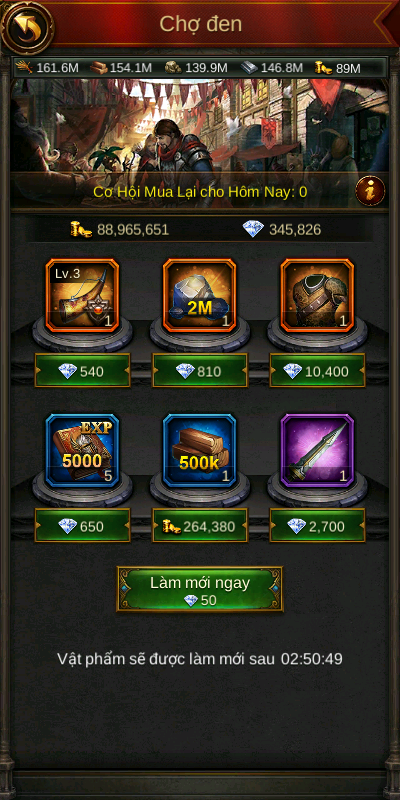 Chợ đen
161.6M 154.1M 139.9M 146.8M 89M
Cơ Hội Mua Lại cho Hôm Nay: 0
88,965,651 345,826
Lv.3 1 2M 1 1
540 810 10,400
EXP 5000 5 500k 1 1
650 264,380 2,700
Làm mới ngay
50
Vật phẩm sẽ được làm mới sau 02:50:49